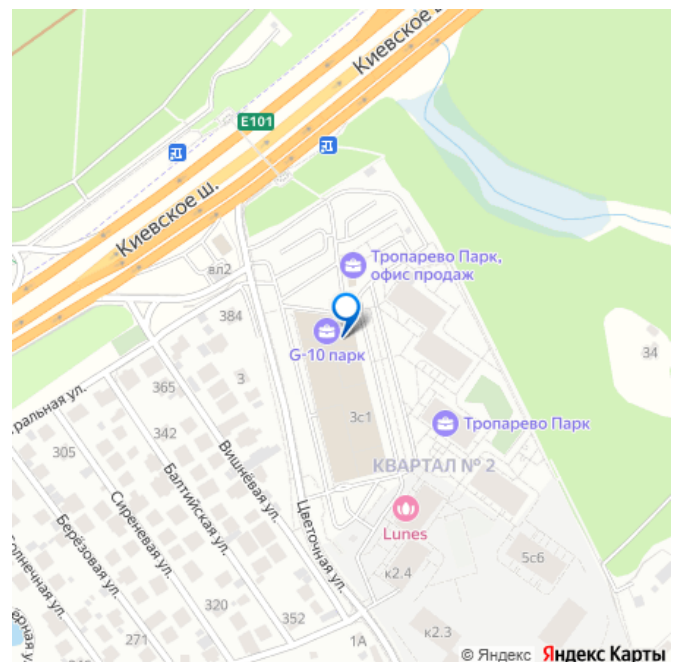 Киевское
E101
Киевское ш.
вл2
Тропарево Парк,
офис продаж
384
G-10 парк
3
365
34
ральная ул.
342
3с1
Тропарево Парк
305
Вишнёвая ул.
КВАРТАЛ № 2
Балтийская ул.
Сиреневая ул.
Lunes
Берёзовая ул.
Цветочная ул.
5с6
к2.4
320
352
271
1А
к2.3
© Яндекс Яндекс Карты